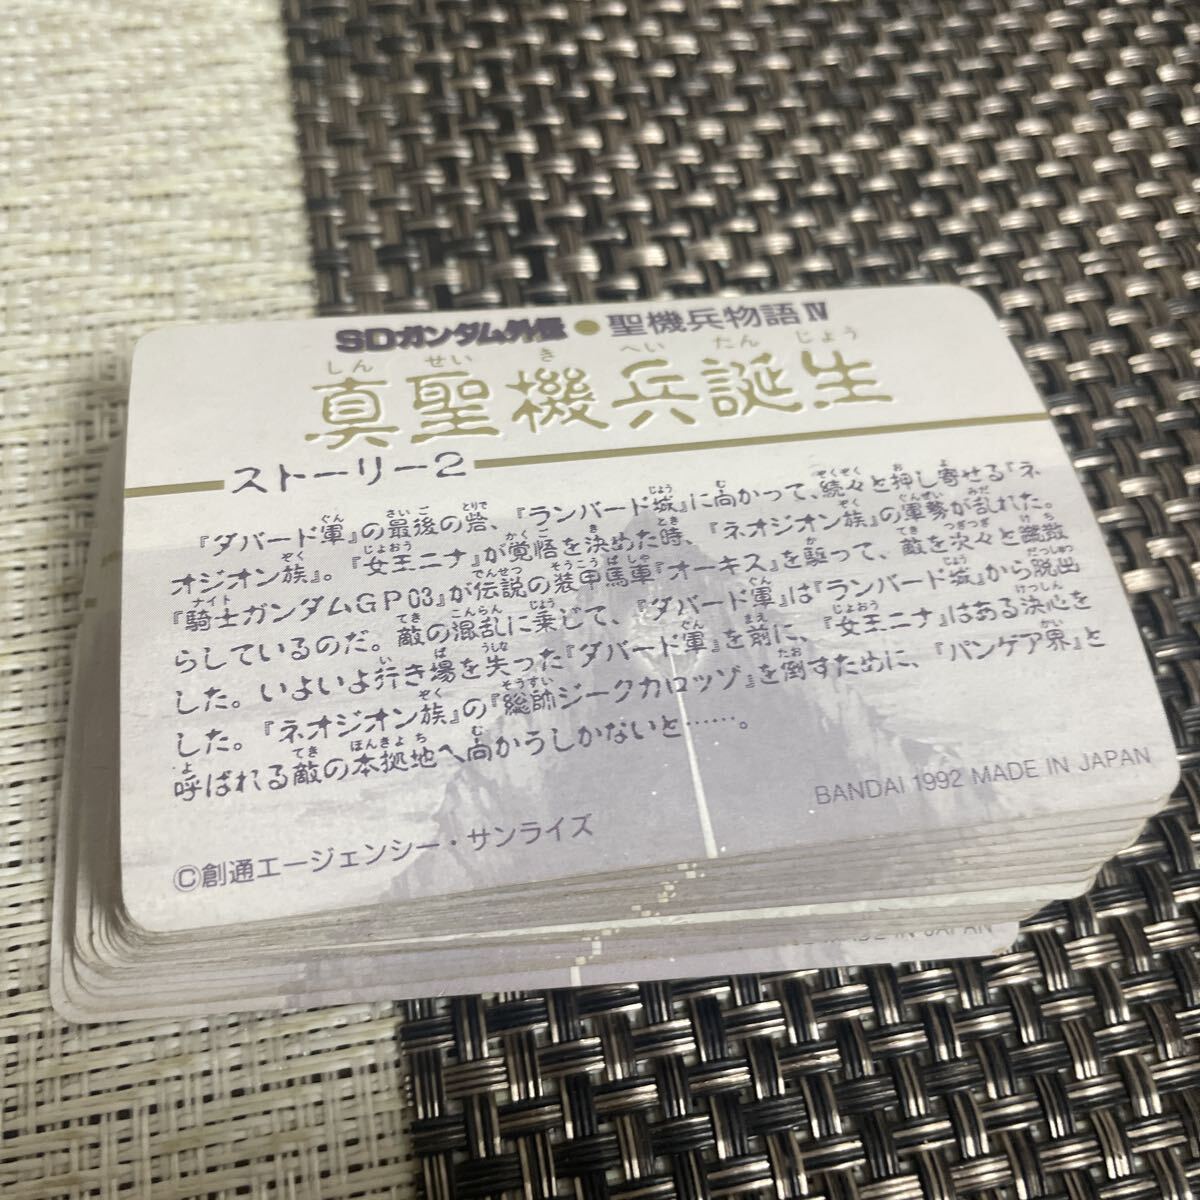 SDガンダム外伝●聖機兵物語Ⅳ
しんせいきへいたんじょう
真聖機兵誕生
ストーリー2
『ダバード軍』の最後の砦、『ランバード城』に向かって、続々と押し寄せる『ネ
オジオン族』。『女王ニナ』が覚悟を決めた時、『ネオジオン族』の軍勢が乱れた。
『騎士ガンダムGP03』が伝説の装甲馬車『オーキス』を駆って、敵を次々と蹴散
らしているのだ。敵の混乱に乗じて、『ダバード軍』は『ランバード城』から脱出
した。いよいよ行き場を失った『ダバード軍』を前に、『女王ニナ』はある決心を
した。『ネオジオン族』の『総帥ジークカロッゾ』を倒すために、『パンゲア界』と
呼ばれる敵の本拠地へ向かうしかないと……。
BANDAI 1992 MADE IN JAPAN
©創通エージェンシー・サンライズ
MADE IN JAPAN